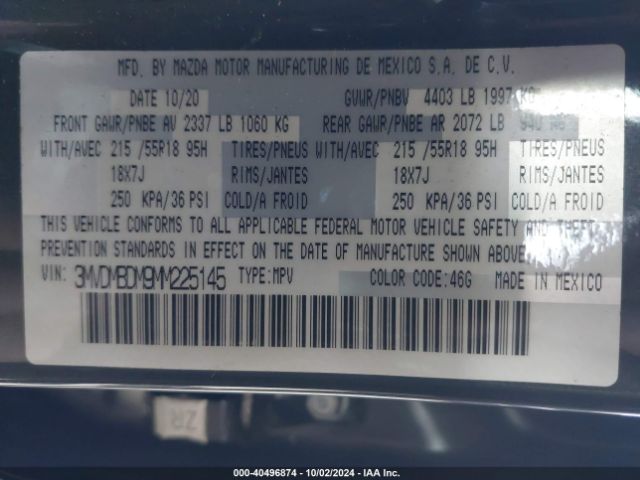 MFD. BY MAZDA MOTOR MANUFACTURING DE MEXICO S.A. DE C.V.
DATE 10/20 GVWR/PNBV 4403 LB 1997 KG
FRONT GAWR/PNBE AV 2337 LB 1060 KG REAR GAWR/PNBE AR 2072 LB 940 KG
WITH/AVEC 215 /55R18 95H TIRES/PNEUS WITH/AVEC 215 /55R18 95H TIRES/PNEUS
18X7J RIMS/JANTES 18X7J RIMS/JANTES
250 KPA/36 PSI COLD/A FROID 250 KPA/36 PSI COLD/A FROID
THIS VEHICLE CONFORMS TO ALL APPLICABLE FEDERAL MOTOR VEHICLE SAFETY AND THEFT
PREVENTION STANDARDS IN EFFECT ON THE DATE OF MANUFACTURE SHOWN ABOVE.
VIN: 3MVDMBDM9MM225145 TYPE:MPV COLOR CODE:46G MADE IN MEXICO
ZR
000-40496874 | 10/02/2024 | IAA Inc.